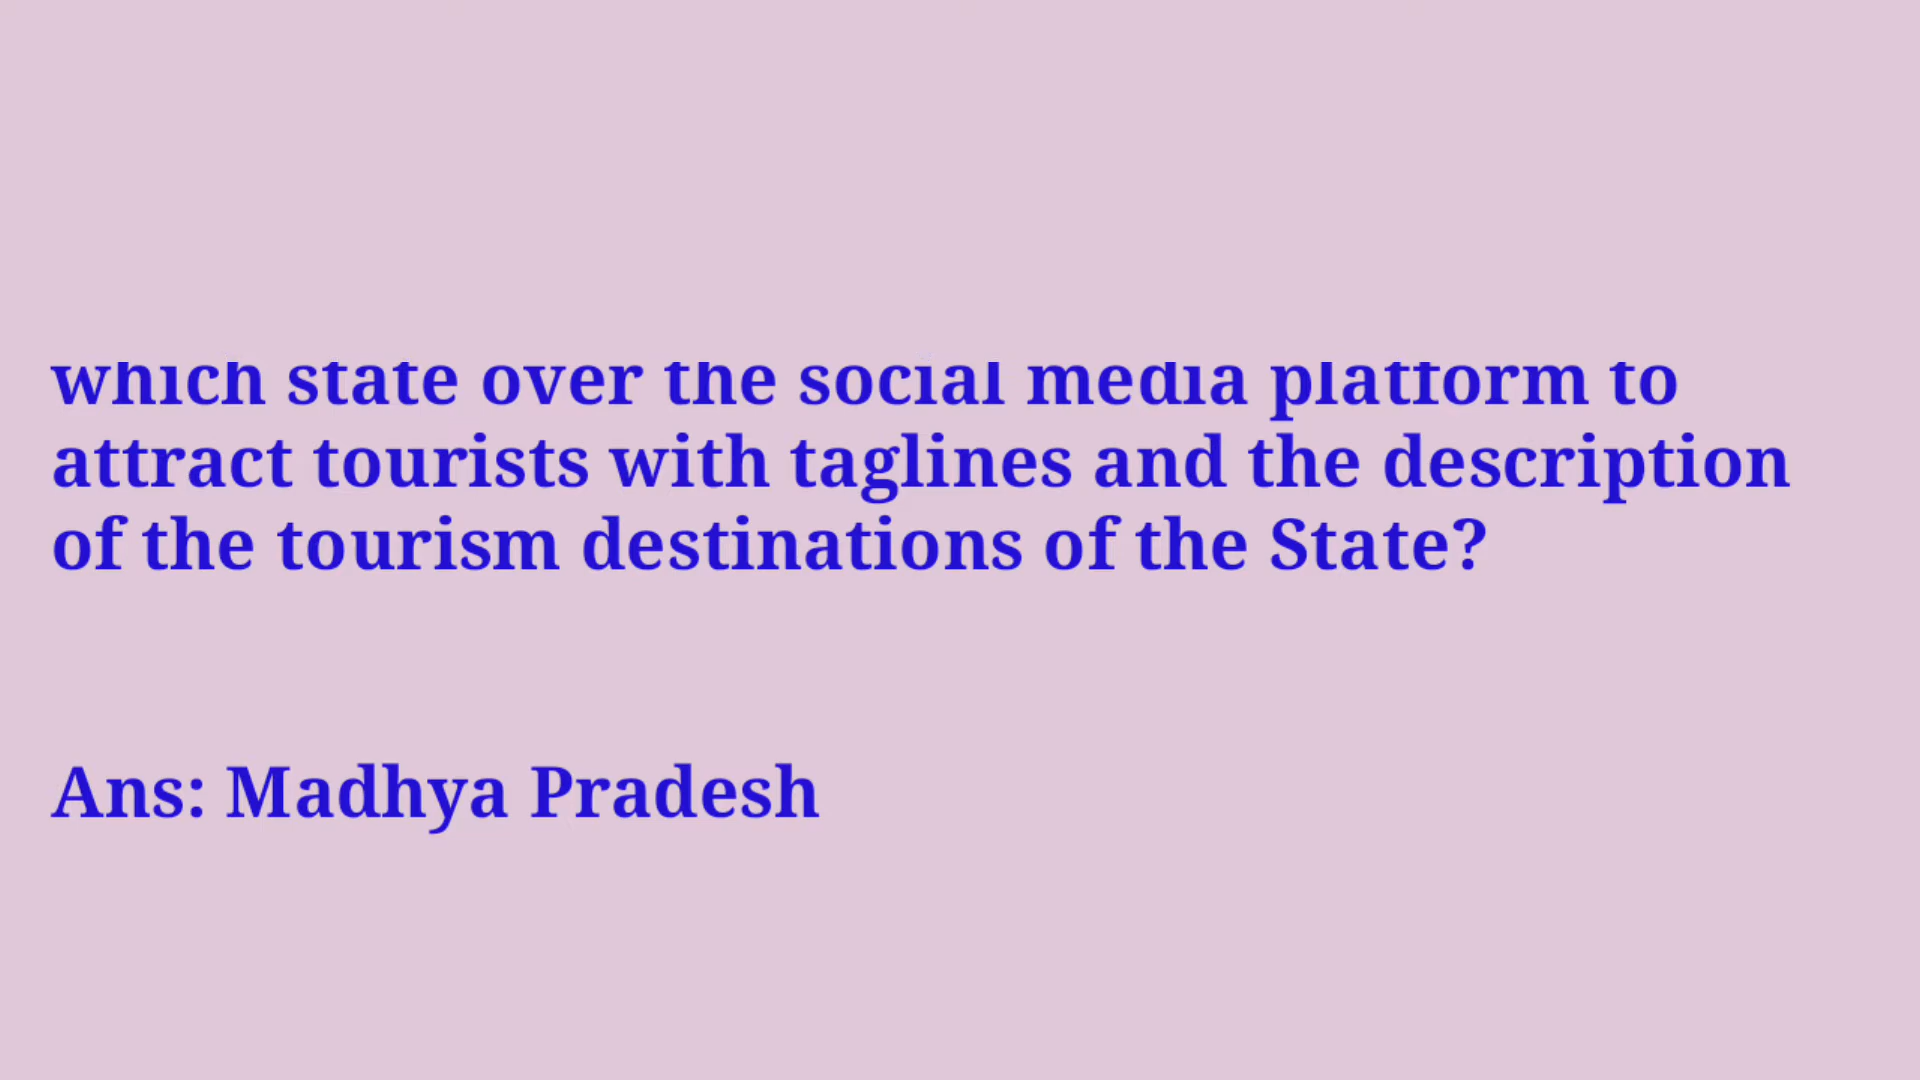 which state over the social media platform to
attract tourists with taglines and the description
of the tourism destinations of the State?
Ans: Madhya Pradesh